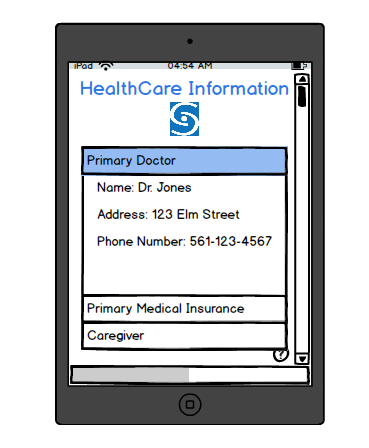 iPad 04:54 AM
HealthCare Information
Primary Doctor
Name: Dr. Jones
Address: 123 Elm Street
Phone Number: 561-123-4567
Primary Medical Insurance
Caregiver
?